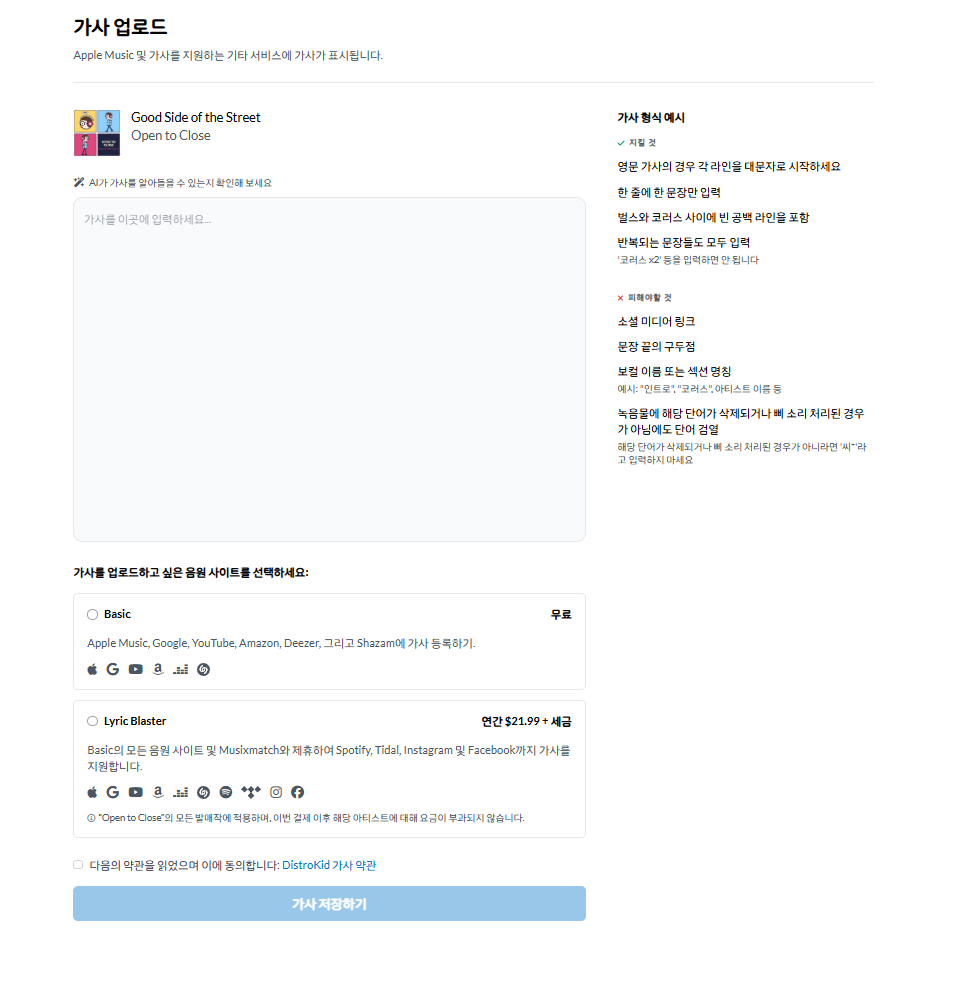 가사 업로드
Apple Music 및 가사를 지원하는 기타 서비스에 가사가 표시됩니다.
Good Side of the Street
Open to Close
AI가 가사를 알아들을 수 있는지 확인해 보세요
가사를 이곳에 입력하세요...
가사를 업로드하고 싶은 음원 사이트를 선택하세요:
Basic 무료
Apple Music, Google, YouTube, Amazon, Deezer, 그리고 Shazam에 가사 등록하기.
Lyric Blaster 연간 $21.99 + 세금
Basic의 모든 음원 사이트 및 Musixmatch와 제휴하여 Spotify, Tidal, Instagram 및 Facebook까지 가사를
지원합니다.
"Open to Close"의 모든 발매작에 적용하며, 이번 결제 이후 해당 아티스트에 대해 요금이 부과되지 않습니다.
다음의 약관을 읽었으며 이에 동의합니다: DistroKid 가사 약관
가사 저장하기
가사 형식 예시
지킬 것
영문 가사의 경우 각 라인을 대문자로 시작하세요
한 줄에 한 문장만 입력
벌스와 코러스 사이에 빈 공백 라인을 포함
반복되는 문장들도 모두 입력
'코러스 x2' 등을 입력하면 안 됩니다
피해야할 것
소셜 미디어 링크
문장 끝의 구두점
보컬 이름 또는 섹션 명칭
예시: "인트로", "코러스", 아티스트 이름 등
녹음물에 해당 단어가 삭제되거나 삐 소리 처리된 경우
가 아님에도 단어 검열
해당 단어가 삭제되거나 삐 소리 처리된 경우가 아니라면 '씨*'라
고 입력하지 마세요